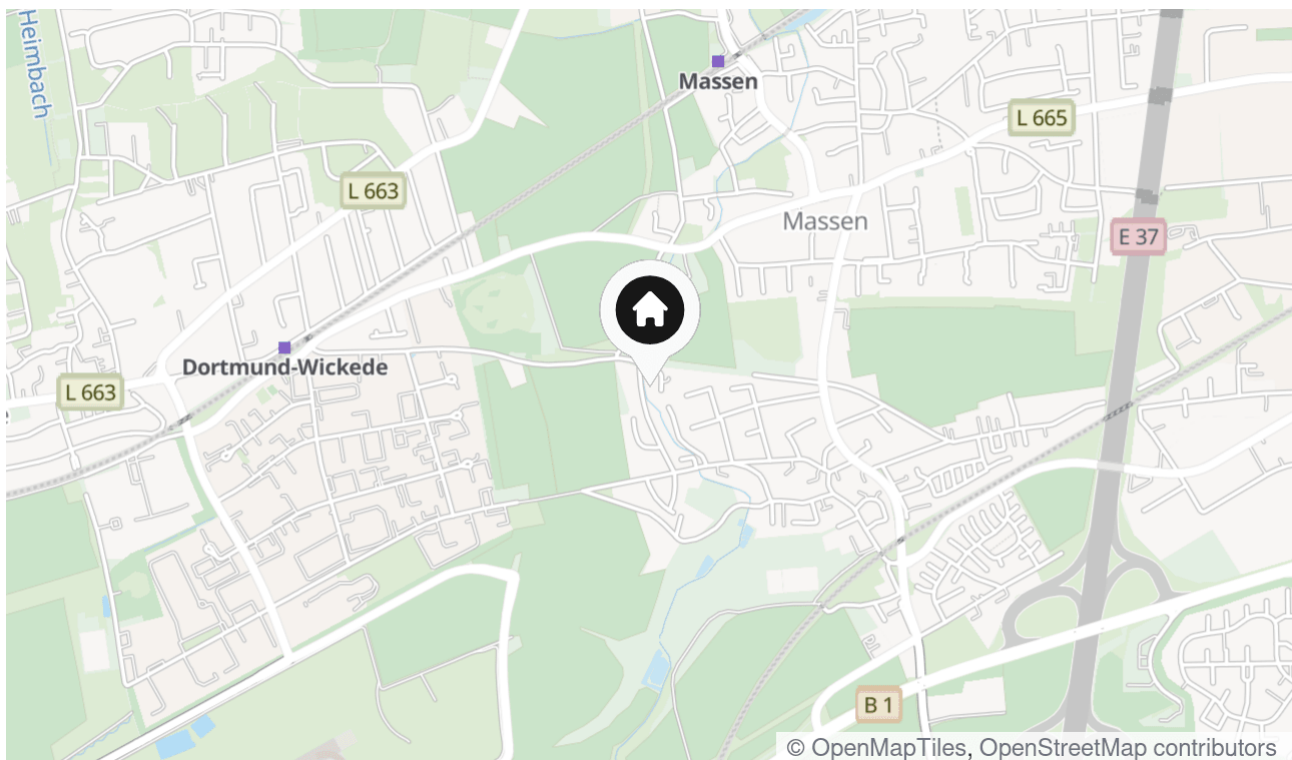 Heimbach
Massen
L 665
L 663
Massen
E 37
Dortmund-Wickede
L 663
B 1
© OpenMapTiles, OpenStreetMap contributors